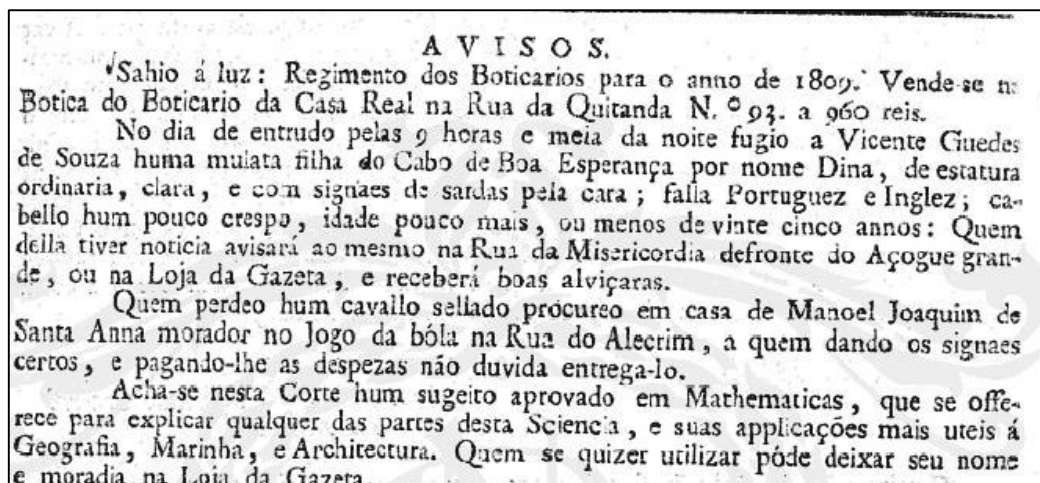 AVISOS.
Sahio á luz: Regimento dos Boticarios para o anno de 1809. Vende-se n
Botica do Boticario da Casa Real na Rua da Quitanda N.º 93. a 960 reis.
No dia de entrudo pelas 9 horas e meia da noite fugio a Vicente Guedes
de Souza huma mulata filha do Cabo de Boa Esperança por nome Dina, de estatura
ordinaria, clara, e com signaes de sardas pela cara; falla Portuguez e Inglez; ca-
bello hum pouco crespo, idade pouco mais, ou menos de vinte cinco annos: Quem
della tiver noticia avisará ao mesmo na Rua da Misericordia defronte do Açogue gran-
de, ou na Loja da Gazeta, e receberá boas alviçaras.
Quem perdeo hum cavallo sellado procureo em casa de Manoel Joaquim de
Santa Anna morador no Jogo da bóla na Rua do Alecrim, a quem dando os signaes
certos, e pagando-lhe as despezas não duvida entrega-lo.
Acha-se nesta Corte hum sugeito aprovado em Mathematicas, que se offe-
rece para explicar qualquer das partes desta Sciencia, e suas applicações mais uteis á
Geografia, Marinha, e Architectura. Quem se quizer utilizar póde deixar seu nome
e moradia na Loja da Gazeta.